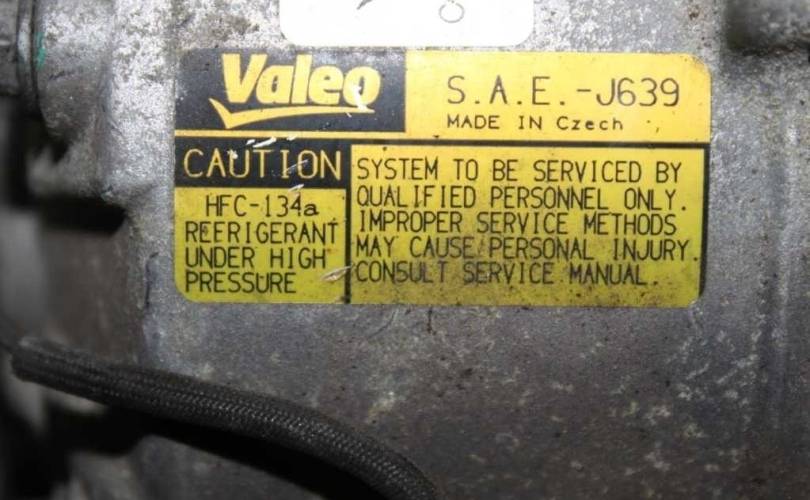 Valeo
S.A.E.-J639
MADE IN Czech
CAUTION
HFC-134a
REFRIGERANT
UNDER HIGH
PRESSURE
SYSTEM TO BE SERVICED BY
QUALIFIED PERSONNEL ONLY.
IMPROPER SERVICE METHODS
MAY CAUSE PERSONAL INJURY.
CONSULT SERVICE MANUAL.